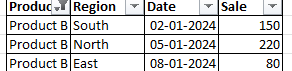 Produc Region Date Sale
Product B South 02-01-2024 150
Product B North 05-01-2024 220
Product B East 08-01-2024 80